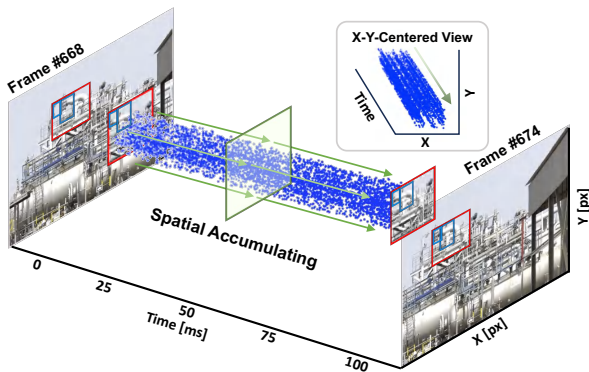 Frame #668
X-Y-Centered View
Time
Y
X
Frame #674
Spatial Accumulating
0
25
50
75
100
Time [ms]
X [px]
Y [px]